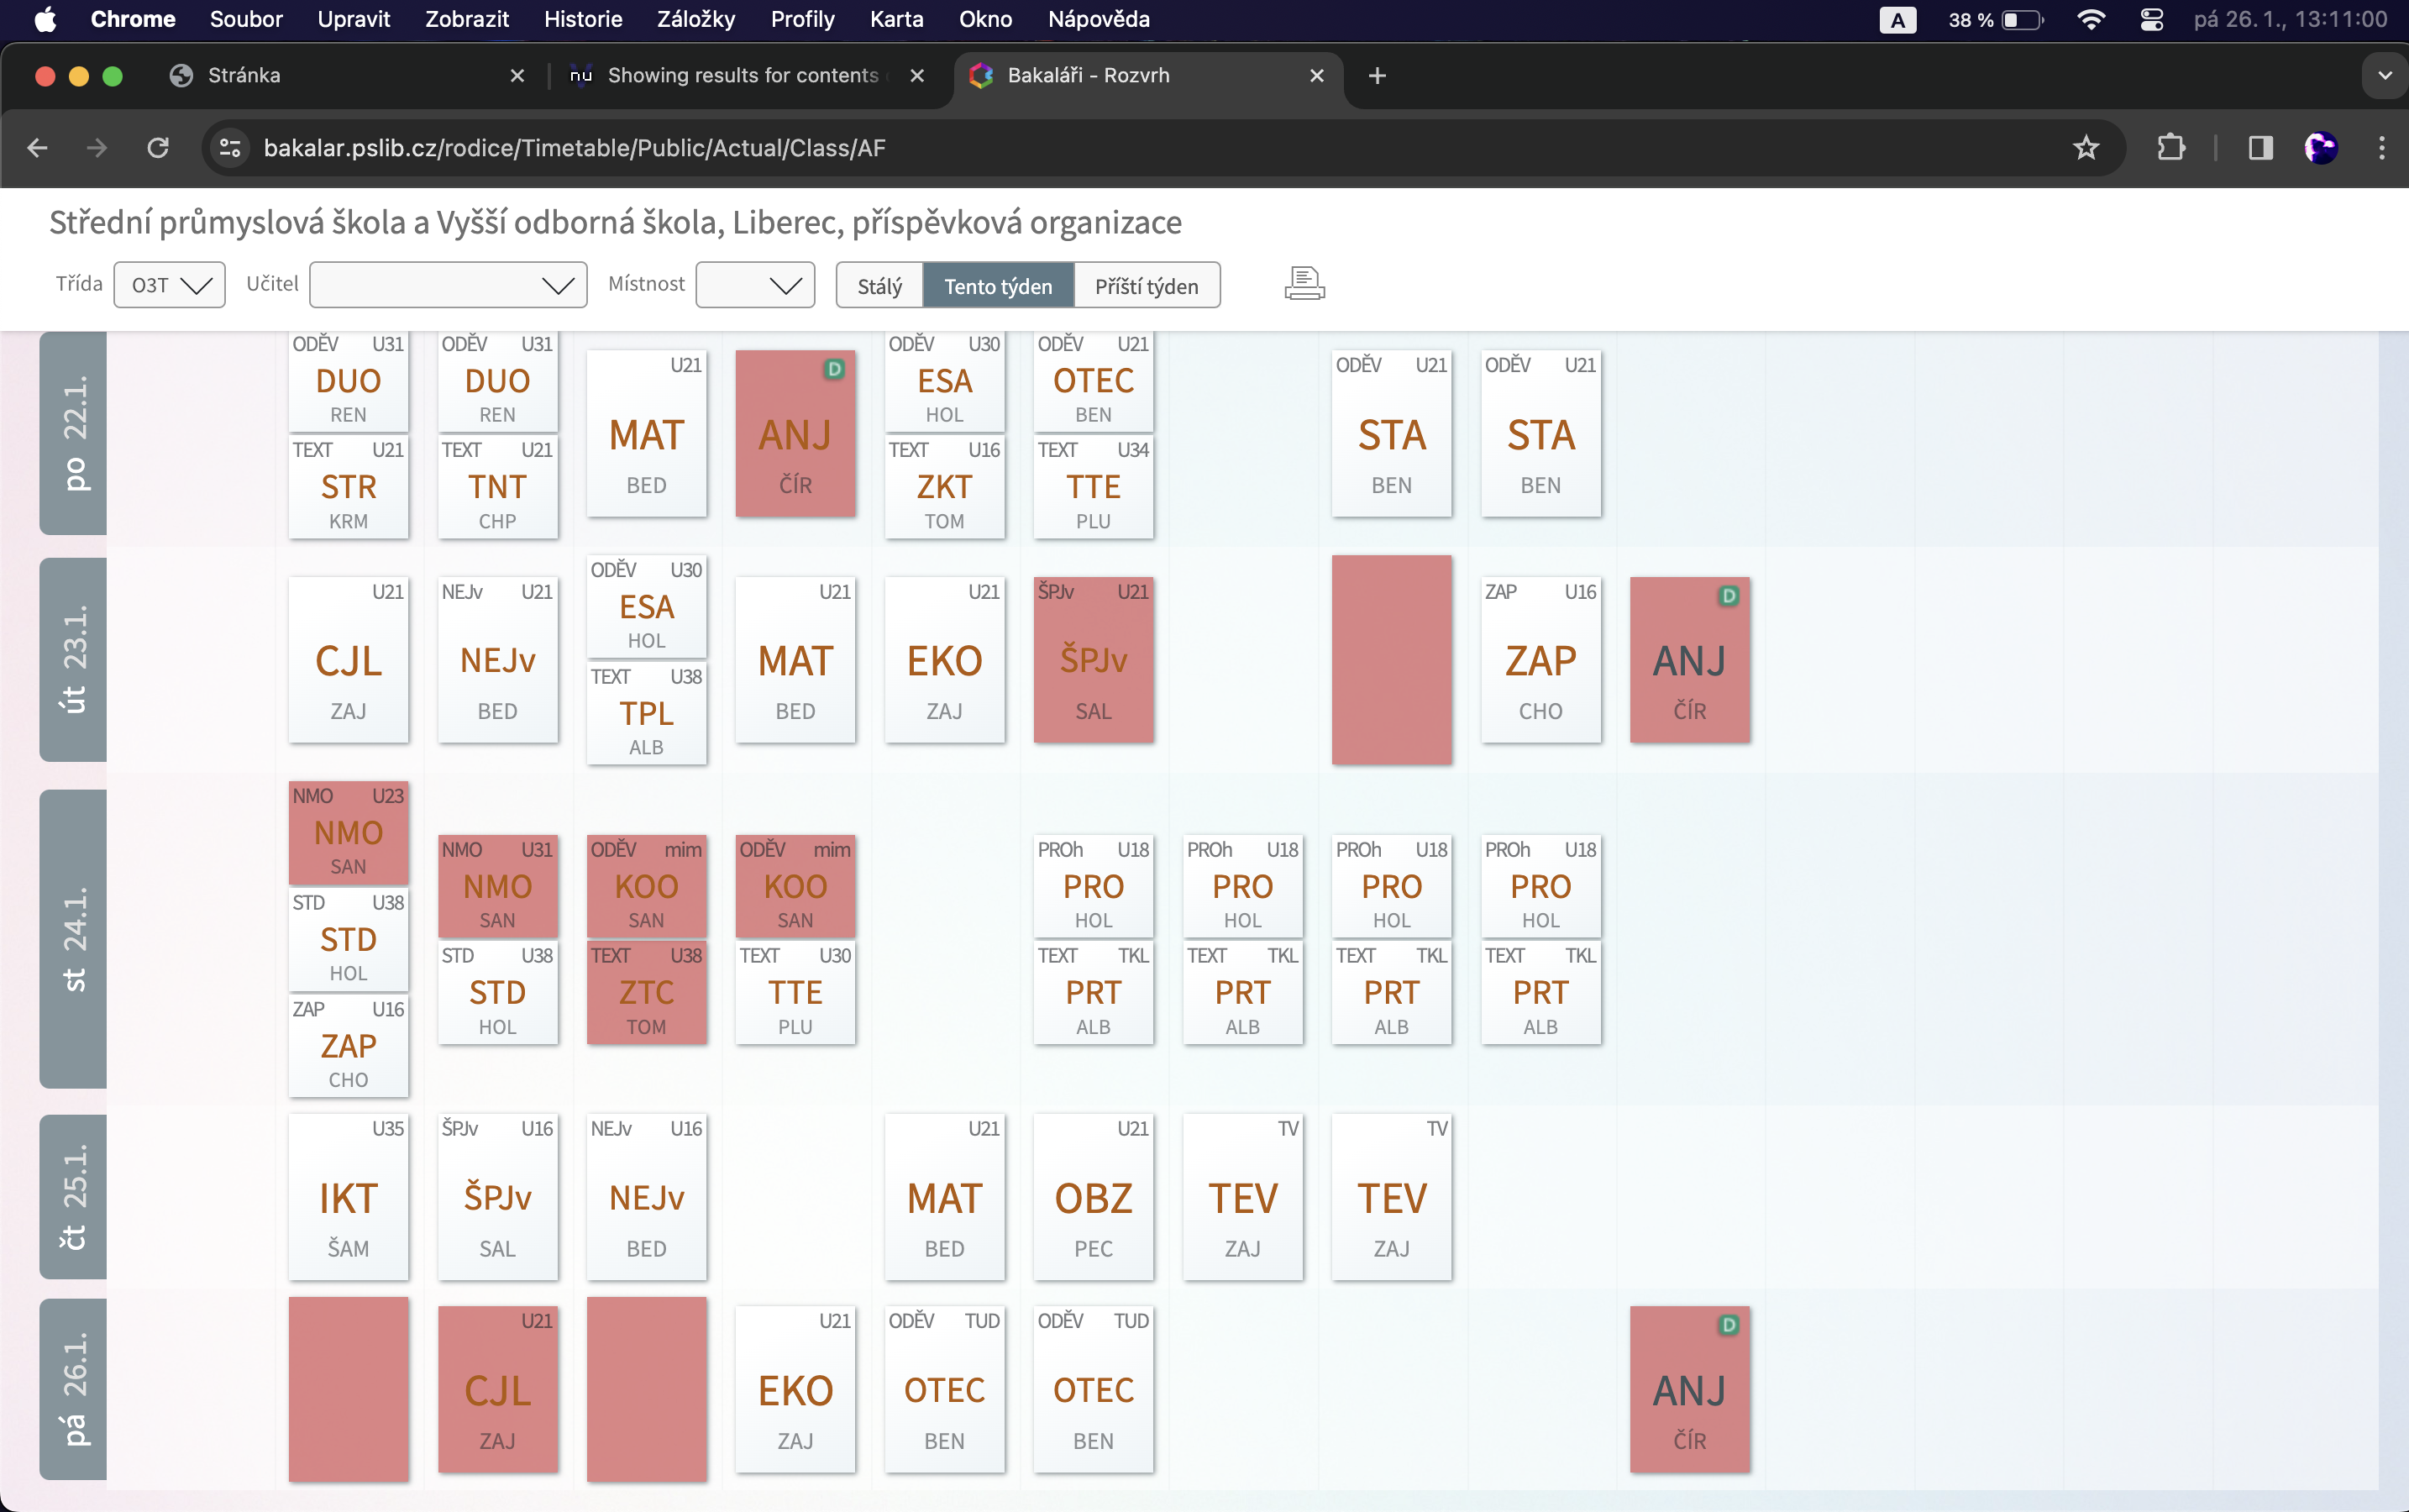 Chrome Soubor Upravit Zobrazit Historie Záložky Profily Karta Okno Nápověda A 38 % pá 26. 1., 13:11:00
Stránka
nu Showing results for contents
Bakaláři - Rozvrh
bakalar.pslib.cz/rodice/Timetable/Public/Actual/Class/AF
Střední průmyslová škola a Vyšší odborná škola, Liberec, příspěvková organizace
Třída O3T Učitel Místnost Stálý Tento týden Příští týden
po 22.1.
ODĚV U31
DUO
REN
TEXT U21
STR
KRM
ODĚV U31
DUO
REN
TEXT U21
TNT
CHP
U21
MAT
BED
D
ANJ
ČÍR
ODĚV U30
ESA
HOL
TEXT U16
ZKT
TOM
ODĚV U21
OTEC
BEN
TEXT U34
TTE
PLU
ODĚV U21
STA
BEN
ODĚV U21
STA
BEN
út 23.1.
U21
CJL
ZAJ
NEJv U21
NEJv
BED
ODĚV U30
ESA
HOL
TEXT U38
TPL
ALB
U21
MAT
BED
U21
EKO
ZAJ
ŠPJv U21
ŠPJv
SAL
ZAP U16
ZAP
CHO
D
ANJ
ČÍR
st 24.1.
NMO U23
NMO
SAN
STD U38
STD
HOL
ZAP U16
ZAP
CHO
NMO U31
NMO
SAN
STD U38
STD
HOL
ODĚV mim
KOO
SAN
TEXT U38
ZTC
TOM
ODĚV mim
KOO
SAN
TEXT U30
TTE
PLU
PROh U18
PRO
HOL
TEXT TKL
PRT
ALB
PROh U18
PRO
HOL
TEXT TKL
PRT
ALB
PROh U18
PRO
HOL
TEXT TKL
PRT
ALB
PROh U18
PRO
HOL
TEXT TKL
PRT
ALB
čt 25.1.
U35
IKT
ŠAM
ŠPJv U16
ŠPJv
SAL
NEJv U16
NEJv
BED
U21
MAT
BED
U21
OBZ
PEC
TV
TEV
ZAJ
TV
TEV
ZAJ
pá 26.1.
U21
CJL
ZAJ
U21
EKO
ZAJ
ODĚV TUD
OTEC
BEN
ODĚV TUD
OTEC
BEN
D
ANJ
ČÍR